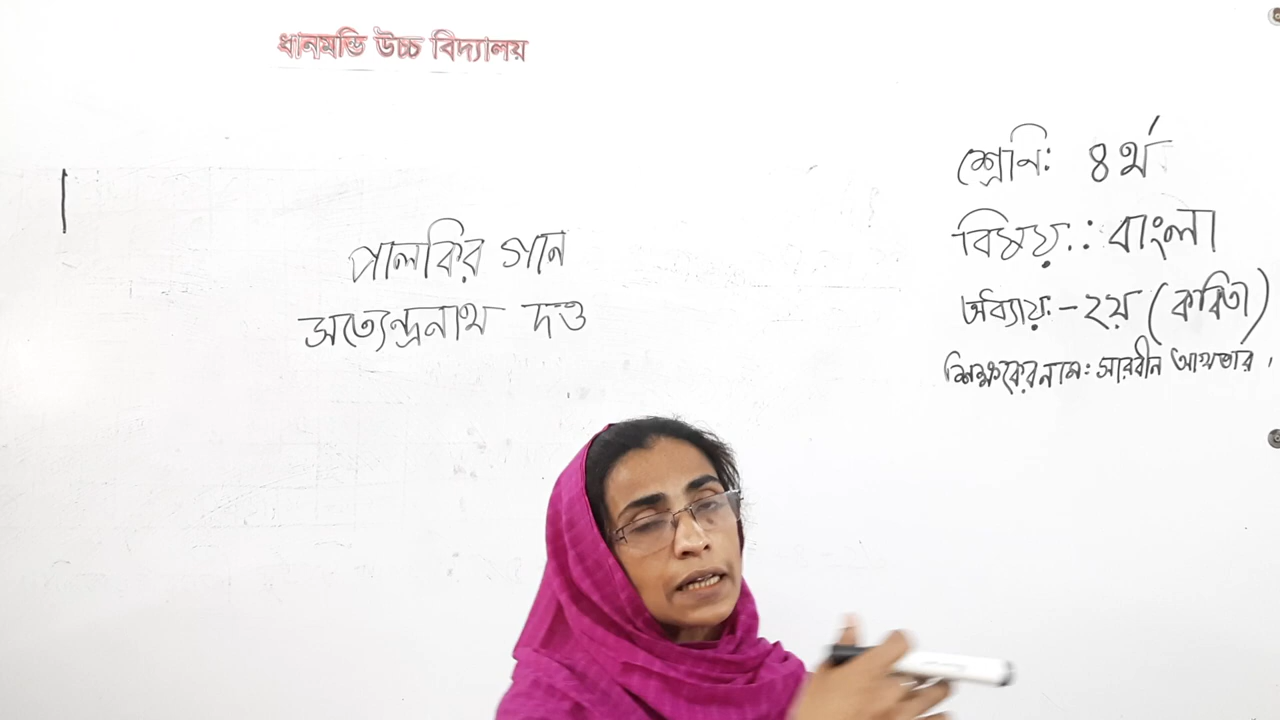 ধানমন্ডি উচ্চ বিদ্যালয়
পালকির গান
সত্যেন্দ্রনাথ দত্ত
শ্রেনি: ৪র্থ
বিষয়: বাংলা
অধ্যায়:- ২য় (কবিতা)
শিক্ষকের নাম: সারবীন আখতার,